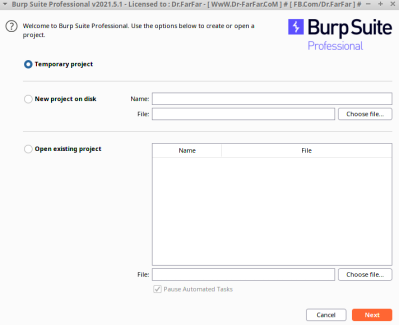 Burp Suite Professional v2021.5.1 - Licensed to : Dr.FarFar - [ WwW.Dr-FarFar.CoM ] # [ FB.Com/Dr.FarFar ] #
? Welcome to Burp Suite Professional. Use the options below to create or open a
project.
Burp Suite
Professional
Temporary project
New project on disk
Name:
File:
Choose file...
Open existing project
Name
File
File:
Choose file...
Pause Automated Tasks
Cancel
Next